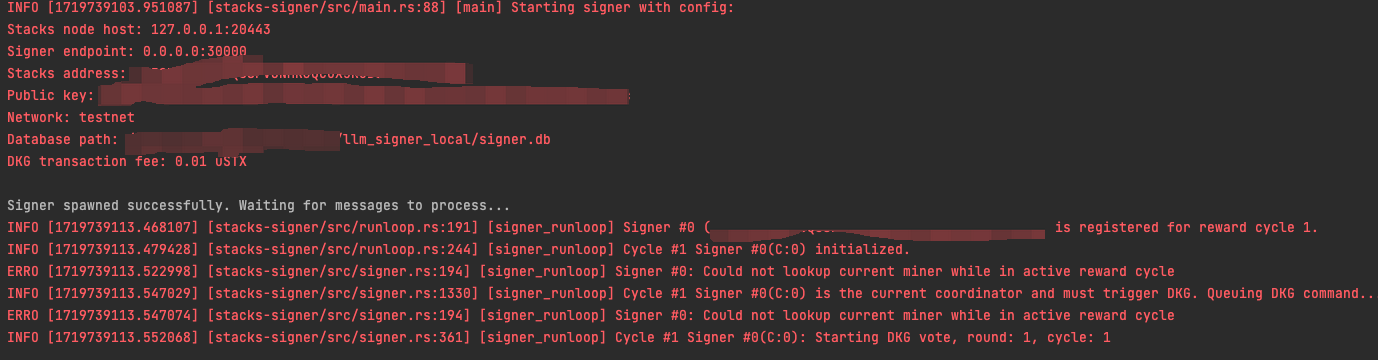 INFO [1719739103.951087] [stacks-signer/src/main.rs:88] [main] Starting signer with config:
Stacks node host: 127.0.0.1:20443
Signer endpoint: 0.0.0.0:30000
Stacks address:
Public key:
Network: testnet
Database path: /llm_signer_local/signer.db
DKG transaction fee: 0.01 uSTX
Signer spawned successfully. Waiting for messages to process...
INFO [1719739113.468107] [stacks-signer/src/runloop.rs:191] [signer_runloop] Signer #0 ( is registered for reward cycle 1.
INFO [1719739113.479428] [stacks-signer/src/runloop.rs:244] [signer_runloop] Cycle #1 Signer #0(C:0) initialized.
ERRO [1719739113.522998] [stacks-signer/src/signer.rs:194] [signer_runloop] Signer #0: Could not lookup current miner while in active reward cycle
INFO [1719739113.547029] [stacks-signer/src/signer.rs:1330] [signer_runloop] Cycle #1 Signer #0(C:0) is the current coordinator and must trigger DKG. Queuing DKG command..
ERRO [1719739113.547074] [stacks-signer/src/signer.rs:194] [signer_runloop] Signer #0: Could not lookup current miner while in active reward cycle
INFO [1719739113.552068] [stacks-signer/src/signer.rs:361] [signer_runloop] Cycle #1 Signer #0(C:0): Starting DKG vote, round: 1, cycle: 1